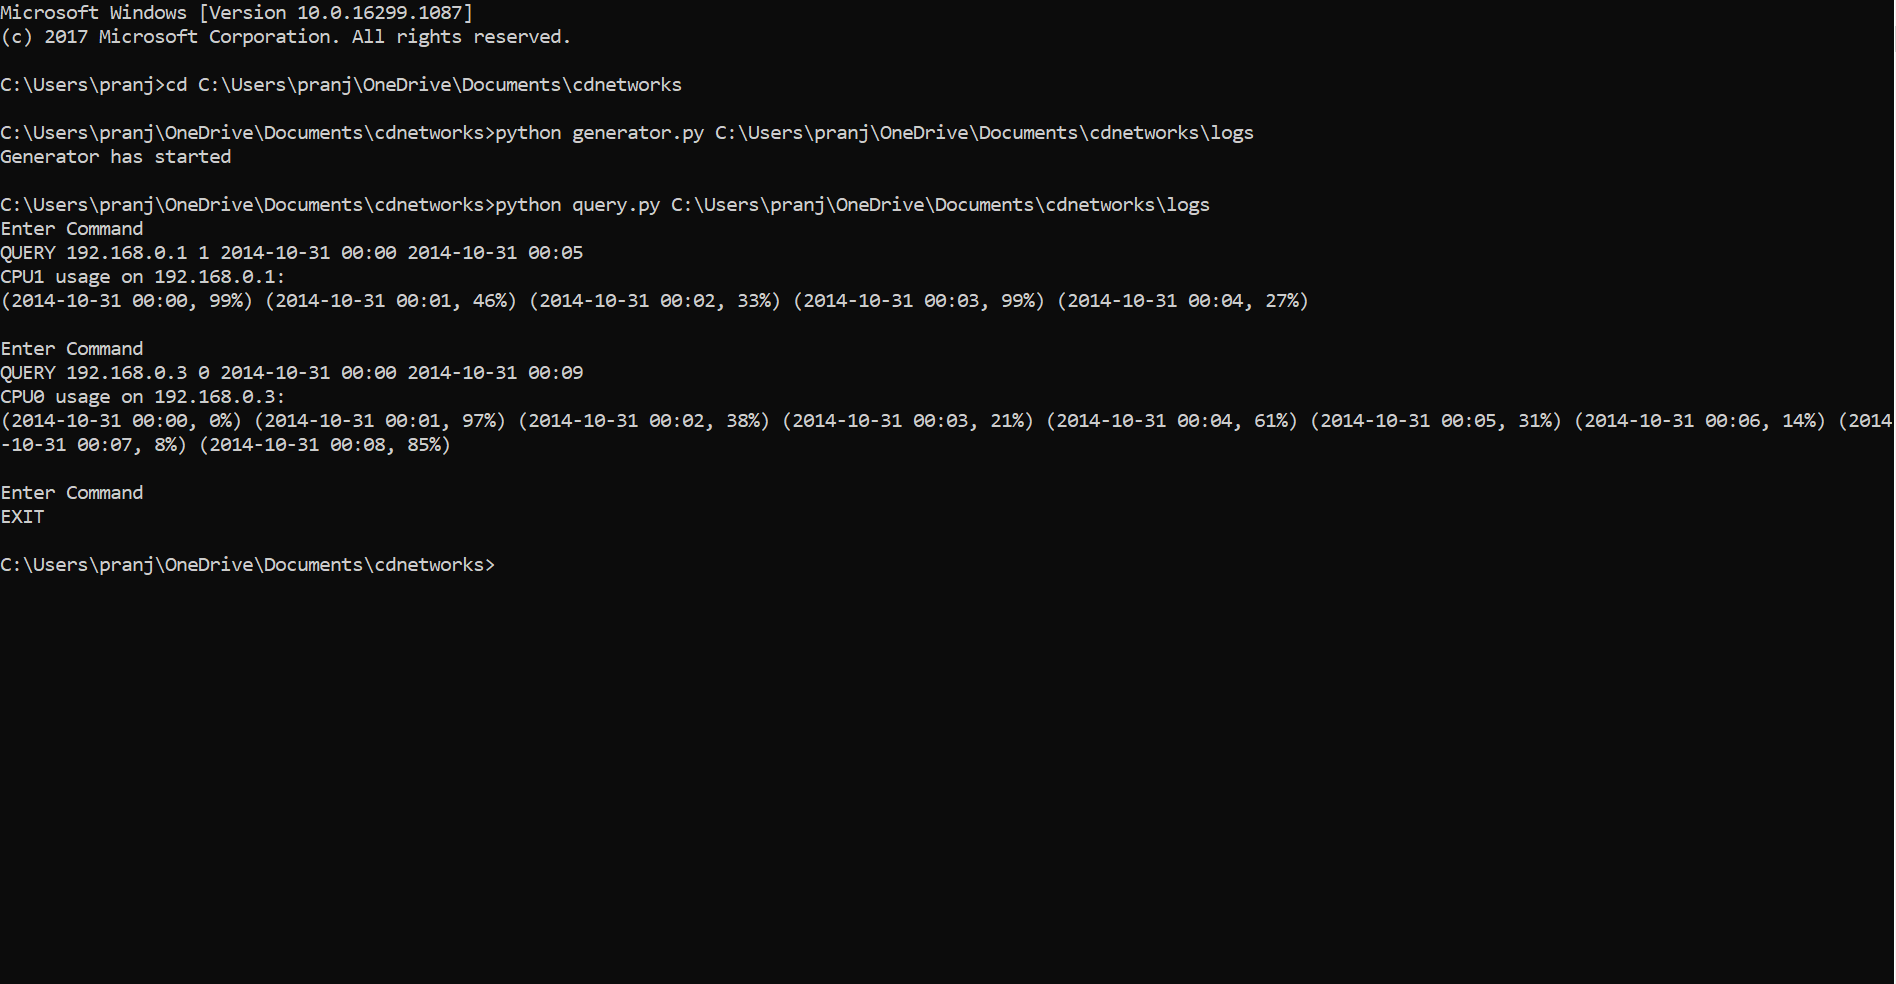 Microsoft Windows [Version 10.0.16299.1087]
(c) 2017 Microsoft Corporation. All rights reserved.
C:\Users\pranj>cd C:\Users\pranj\OneDrive\Documents\cdnetworks
C:\Users\pranj\OneDrive\Documents\cdnetworks>python generator.py C:\Users\pranj\OneDrive\Documents\cdnetworks\logs
Generator has started
C:\Users\pranj\OneDrive\Documents\cdnetworks>python query.py C:\Users\pranj\OneDrive\Documents\cdnetworks\logs
Enter Command
QUERY 192.168.0.1 1 2014-10-31 00:00 2014-10-31 00:05
CPU1 usage on 192.168.0.1:
(2014-10-31 00:00, 99%) (2014-10-31 00:01, 46%) (2014-10-31 00:02, 33%) (2014-10-31 00:03, 99%) (2014-10-31 00:04, 27%)
Enter Command
QUERY 192.168.0.3 0 2014-10-31 00:00 2014-10-31 00:09
CPU0 usage on 192.168.0.3:
(2014-10-31 00:00, 0%) (2014-10-31 00:01, 97%) (2014-10-31 00:02, 38%) (2014-10-31 00:03, 21%) (2014-10-31 00:04, 61%) (2014-10-31 00:05, 31%) (2014-10-31 00:06, 14%) (2014
-10-31 00:07, 8%) (2014-10-31 00:08, 85%)
Enter Command
EXIT
C:\Users\pranj\OneDrive\Documents\cdnetworks>